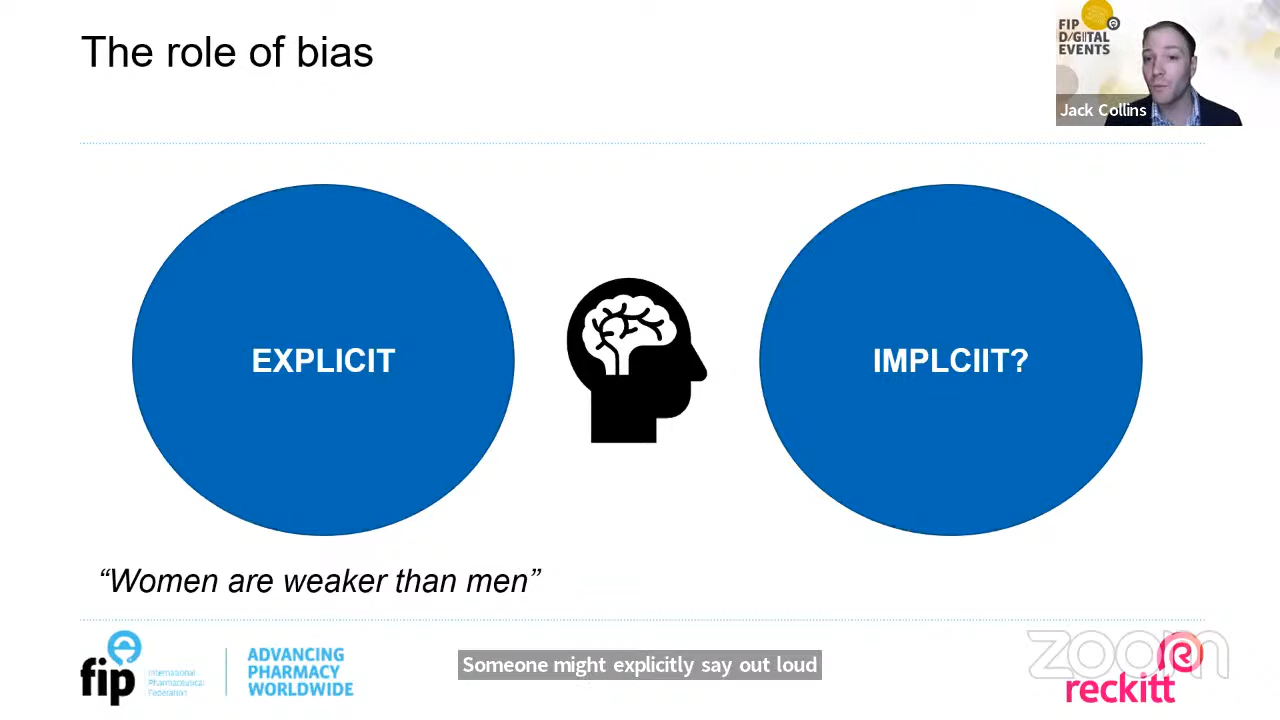 The role of bias
FIP
D/G!TAL
EVENTS
Jack Collins
EXPLICIT
IMPLCIIT?
“Women are weaker than men”
fip
International
Pharmaceutical
Federation
ADVANCING
PHARMACY
WORLDWIDE
Someone might explicitly say out loud
zoom
reckitt